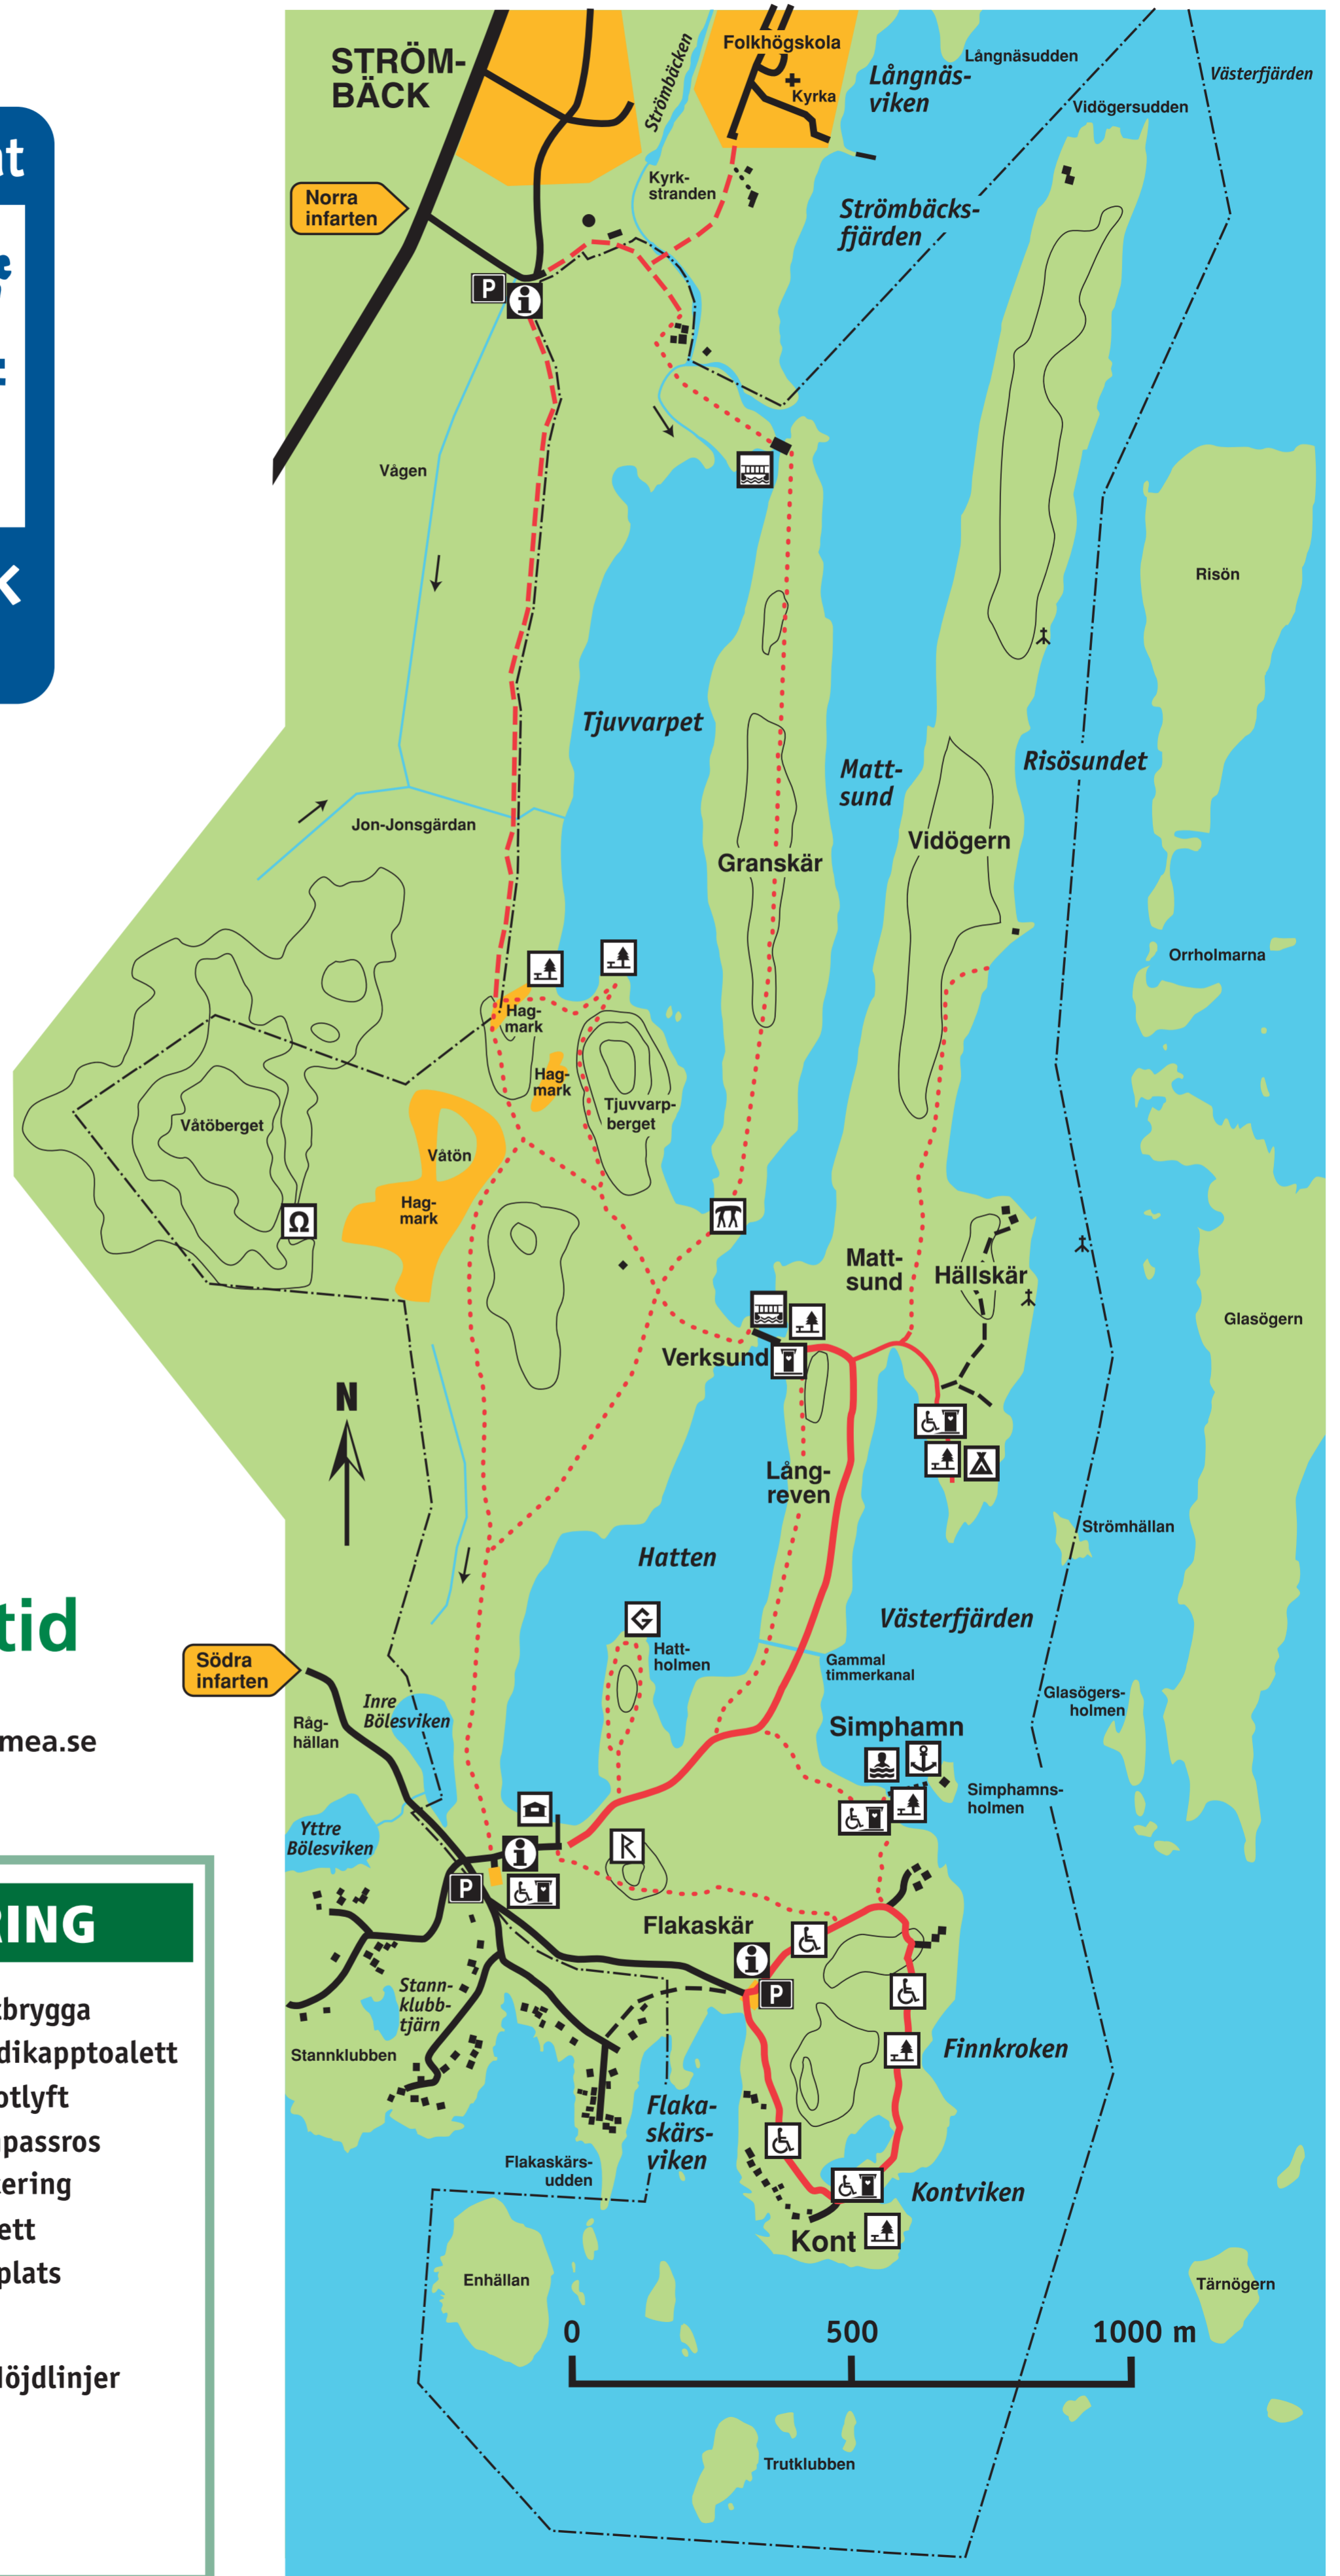 STRÖM-
BÄCK
Folkhögskola
Kyrka
Strömbäcken
Långnäs-
viken
Långnäsudden
Västerfjärden
Vidögersudden
Norra
infarten
Kyrk-
stranden
Strömbäcks-
fjärden
P
i
Vågen
Risön
Tjuvvarpet
Matt-
sund
Risösundet
Jon-Jonsgärdan
Granskär
Vidögern
Orrholmarna
Hag-
mark
Hag-
mark
Tjuvvarp-
berget
Våtöberget
Våtön
Hag-
mark
Ω
Matt-
sund
Hällskär
Glasögern
Verksund
N
Lång-
reven
Strömhällan
Hatten
Västerfjärden
Södra
infarten
G
Hatt-
holmen
Gammal
timmerkanal
Inre
Bölesviken
Råg-
hällan
Glasögers-
holmen
Simphamn
Simphamns-
holmen
Yttre
Bölesviken
i
R
P
Flakaskär
i
P
Stann-
klubb-
tjärn
Stannklubben
Finnkroken
Flaka-
skärs-
viken
Flakaskärs-
udden
Kontviken
Kont
Enhällan
Tärnögern
0 500 1000 m
Trutklubben
at
k
tid
mea.se
RING
tbrygga
dikapptoalett
otlyft
passros
ering
ett
plats
Höjdlinjer